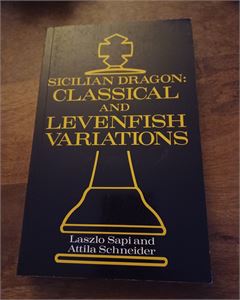 SICILIAN DRAGON:
CLASSICAL
AND
LEVENFISH
VARIATIONS
Laszlo Sapi and
Attila Schneider